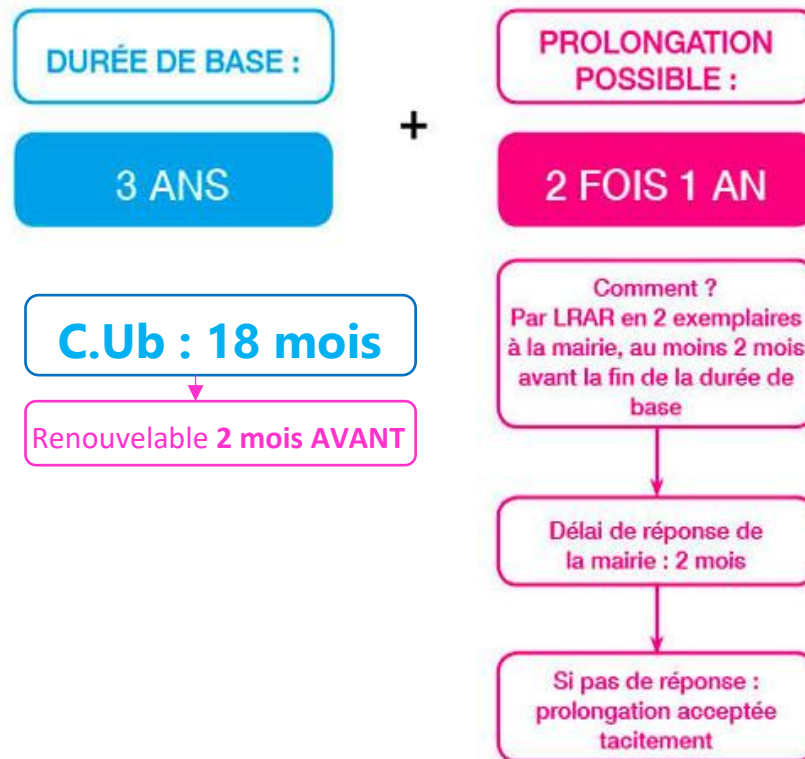 DURÉE DE BASE :
3 ANS
+
PROLONGATION
POSSIBLE :
2 FOIS 1 AN
C.Ub : 18 mois
Renouvelable 2 mois AVANT
Comment ?
Par LRAR en 2 exemplaires
à la mairie, au moins 2 mois
avant la fin de la durée de
base
Délai de réponse de
la mairie : 2 mois
Si pas de réponse :
prolongation acceptée
tacitement